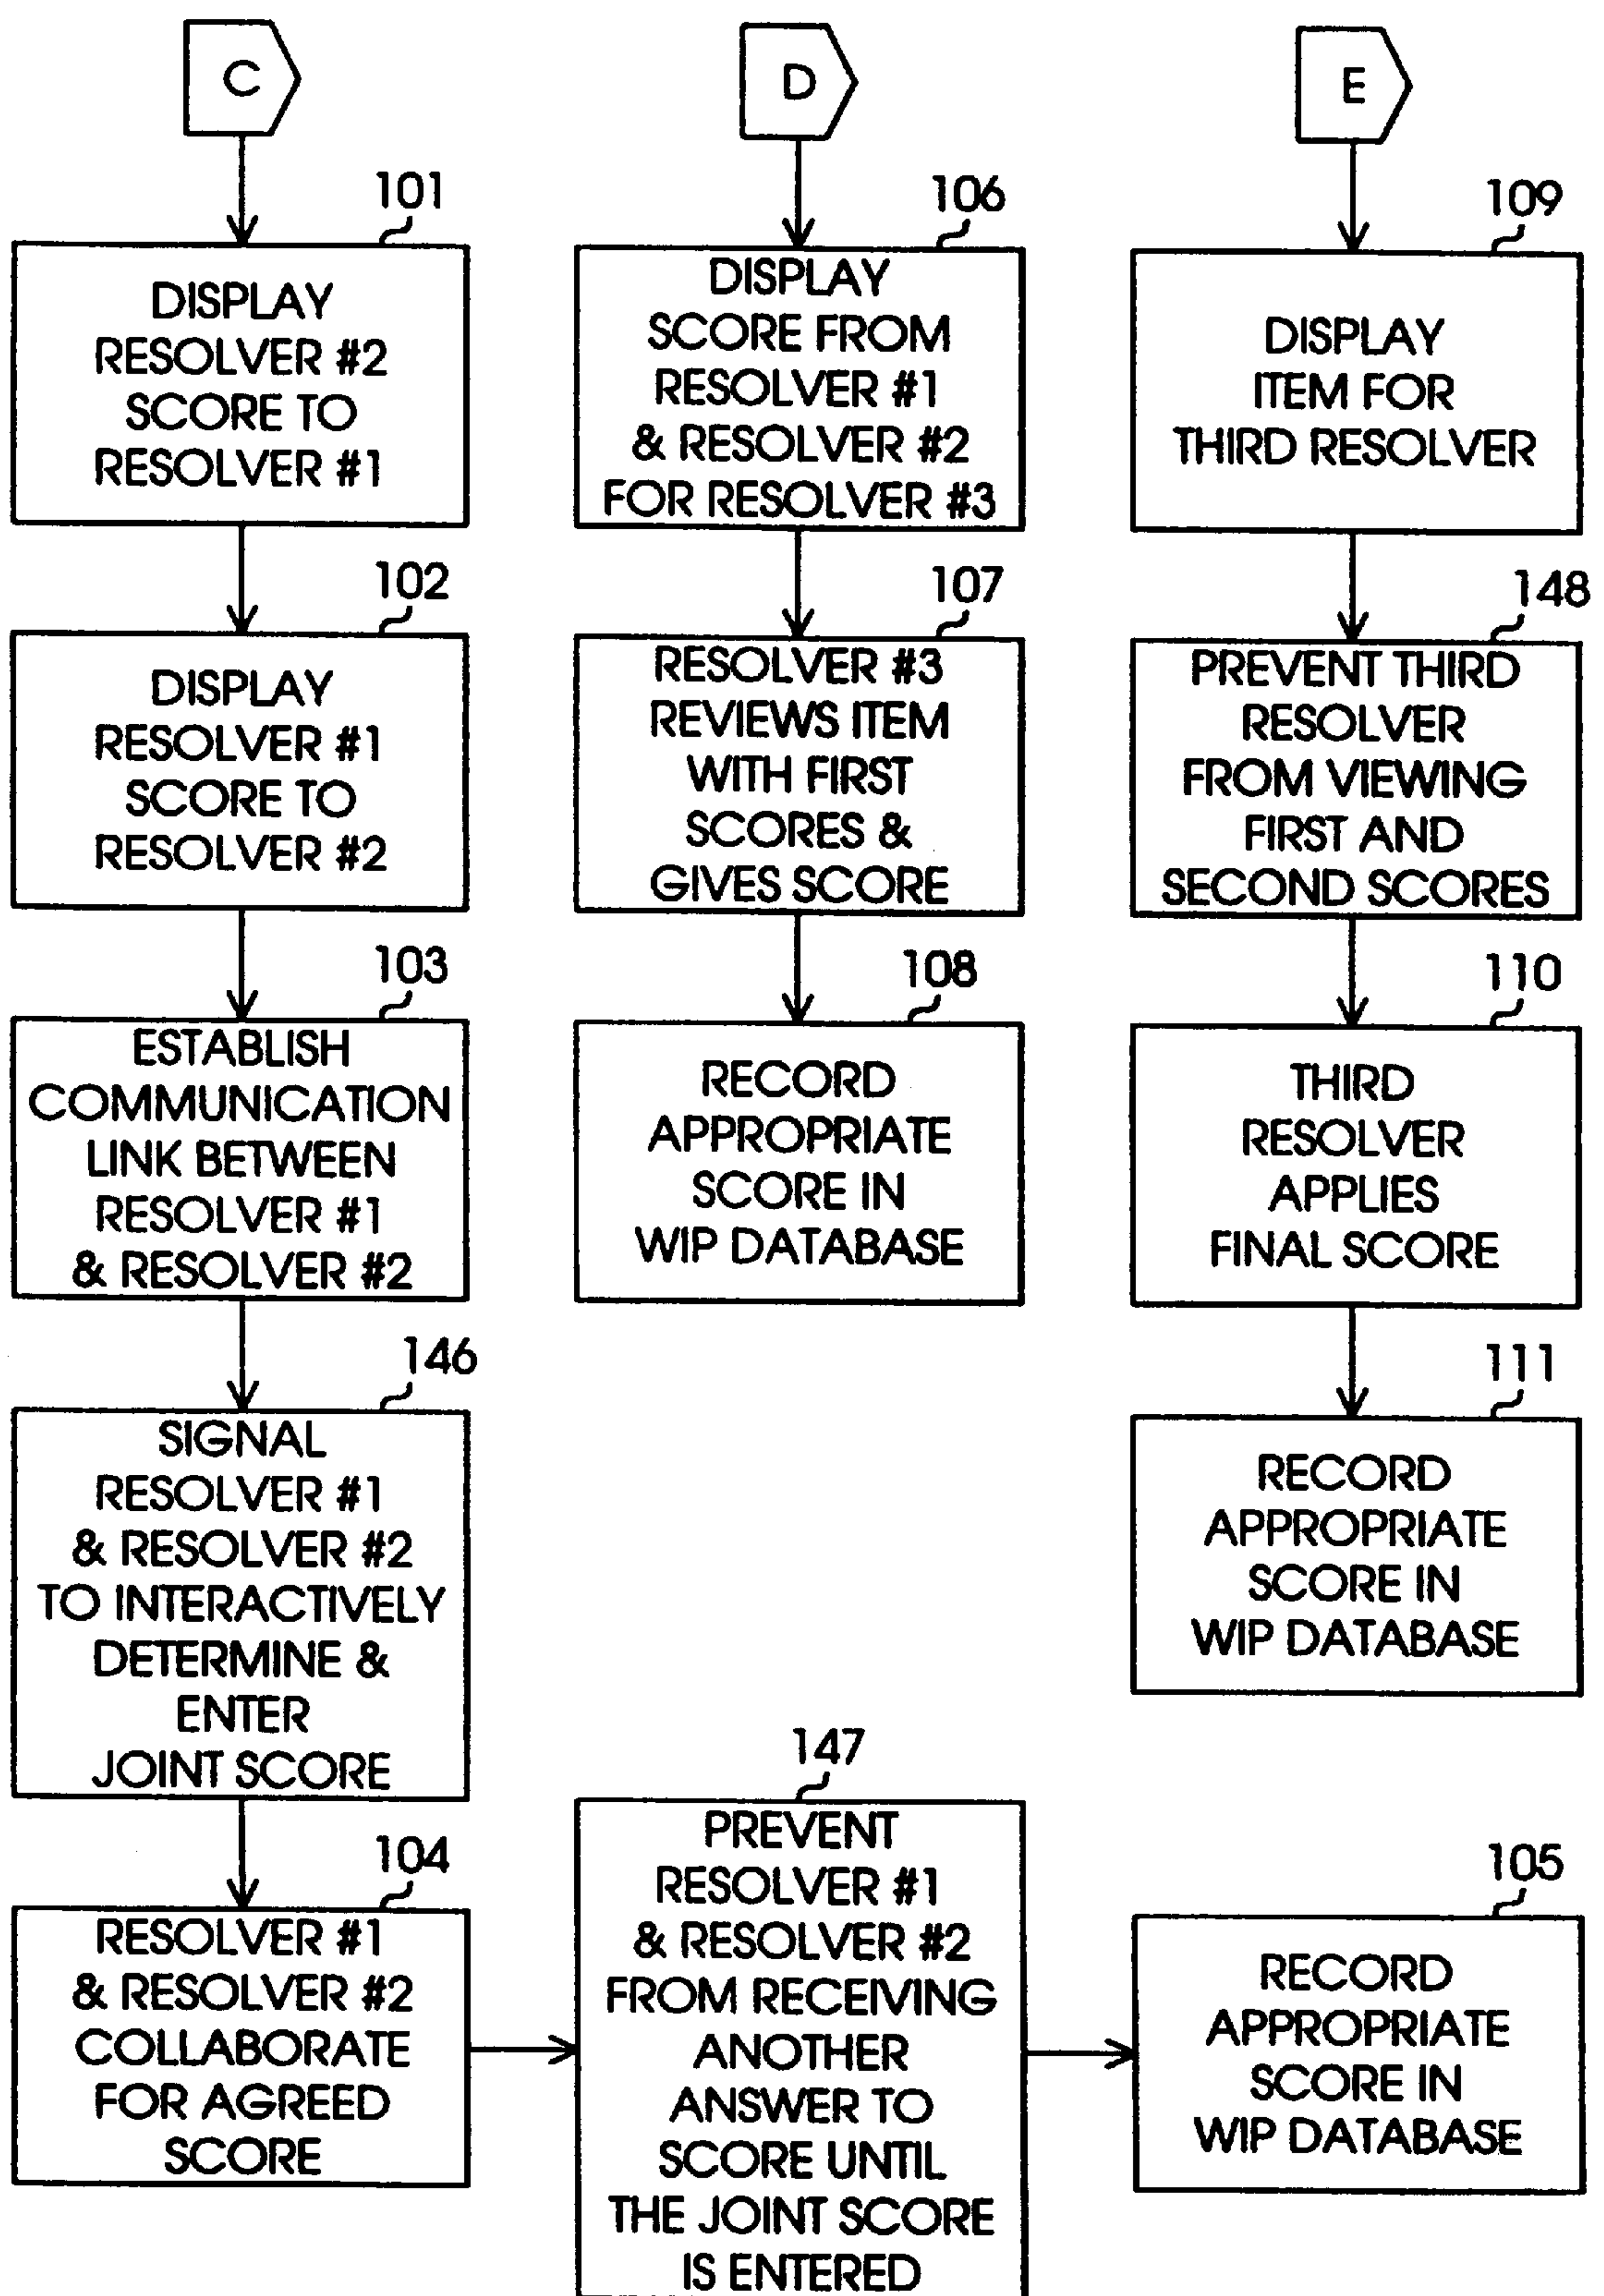 C
101
DISPLAY
RESOLVER #2
SCORE TO
RESOLVER #1
102
DISPLAY
RESOLVER #1
SCORE TO
RESOLVER #2
103
ESTABLISH
COMMUNICATION
LINK BETWEEN
RESOLVER #1
& RESOLVER #2
146
SIGNAL
RESOLVER #1
& RESOLVER #2
TO INTERACTIVELY
DETERMINE &
ENTER
JOINT SCORE
104
RESOLVER #1
& RESOLVER #2
COLLABORATE
FOR AGREED
SCORE
147
PREVENT
RESOLVER #1
& RESOLVER #2
FROM RECEIVING
ANOTHER
ANSWER TO
SCORE UNTIL
THE JOINT SCORE
IS ENTERED
105
RECORD
APPROPRIATE
SCORE IN
WIP DATABASE
D
106
DISPLAY
SCORE FROM
RESOLVER #1
& RESOLVER #2
FOR RESOLVER #3
107
RESOLVER #3
REVIEWS ITEM
WITH FIRST
SCORES &
GIVES SCORE
108
RECORD
APPROPRIATE
SCORE IN
WIP DATABASE
E
109
DISPLAY
ITEM FOR
THIRD RESOLVER
148
PREVENT THIRD
RESOLVER
FROM VIEWING
FIRST AND
SECOND SCORES
110
THIRD
RESOLVER
APPLIES
FINAL SCORE
111
RECORD
APPROPRIATE
SCORE IN
WIP DATABASE